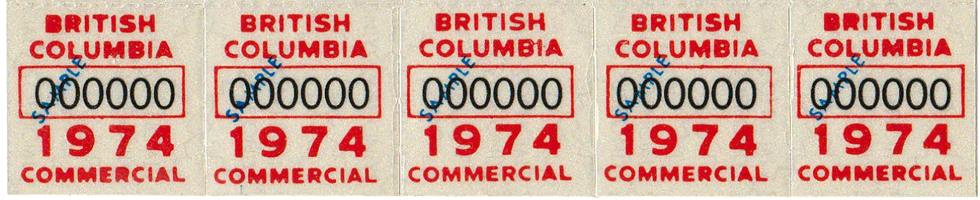 BRITISH BRITISH BRITISH BRITISH BRITISH
COLUMBIA COLUMBIA COLUMBIA COLUMBIA COLUMBIA
000000 000000 000000 000000 000000
SAMPLE SAMPLE SAMPLE SAMPLE SAMPLE
1974 1974 1974 1974 1974
COMMERCIAL COMMERCIAL COMMERCIAL COMMERCIAL COMMERCIAL